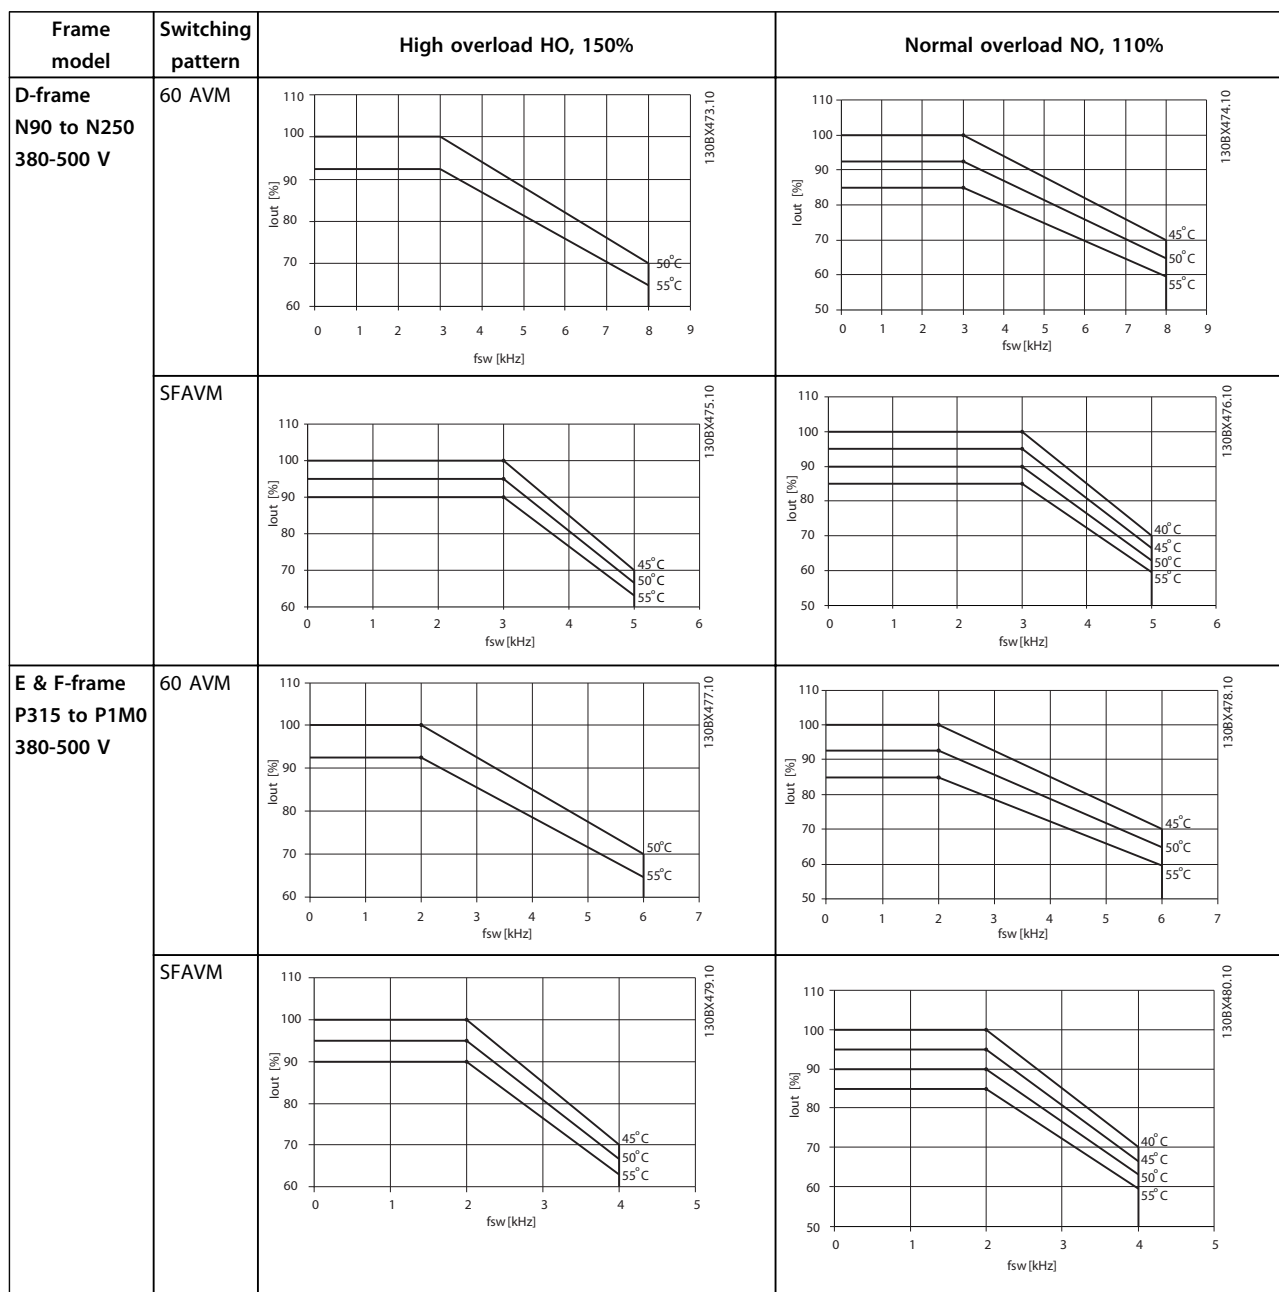 Frame model
Switching pattern
High overload HO, 150%
Normal overload NO, 110%
D-frame
N90 to N250
380-500 V
60 AVM
110
100
90
80
70
60
Iout [%]
0 1 2 3 4 5 6 7 8 9
fsw [kHz]
50°C
55°C
130BX473.10
110
100
90
80
70
60
50
Iout [%]
0 1 2 3 4 5 6 7 8 9
fsw [kHz]
45°C
50°C
55°C
130BX474.10
SFAVM
110
100
90
80
70
60
Iout [%]
0 1 2 3 4 5 6
fsw [kHz]
45°C
50°C
55°C
130BX475.10
110
100
90
80
70
60
50
Iout [%]
0 1 2 3 4 5 6
fsw [kHz]
40°C
45°C
50°C
55°C
130BX476.10
E & F-frame
P315 to P1M0
380-500 V
60 AVM
110
100
90
80
70
60
Iout [%]
0 1 2 3 4 5 6 7
fsw [kHz]
50°C
55°C
130BX477.10
110
100
90
80
70
60
50
Iout [%]
0 1 2 3 4 5 6 7
fsw [kHz]
45°C
50°C
55°C
130BX478.10
SFAVM
110
100
90
80
70
60
Iout [%]
0 1 2 3 4 5
fsw [kHz]
45°C
50°C
55°C
130BX479.10
110
100
90
80
70
60
50
Iout [%]
0 1 2 3 4 5
fsw [kHz]
40°C
45°C
50°C
55°C
130BX480.10